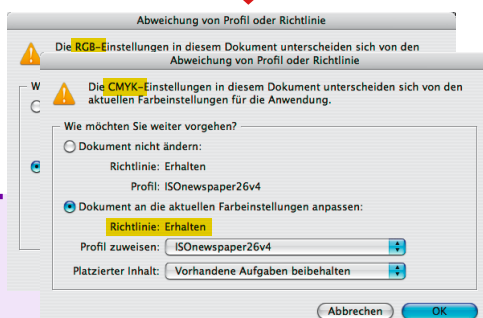 Abweichung von Profil oder Richtlinie
Die RGB-Einstellungen in diesem Dokument unterscheiden sich von den
Abweichung von Profil oder Richtlinie
W
Die CMYK-Einstellungen in diesem Dokument unterscheiden sich von den
aktuellen Farbeinstellungen für die Anwendung.
Wie möchten Sie weiter vorgehen?
Dokument nicht ändern:
Richtlinie: Erhalten
Profil: ISOnewspaper26v4
Dokument an die aktuellen Farbeinstellungen anpassen:
Richtlinie: Erhalten
Profil zuweisen: ISOnewspaper26v4
Platzierter Inhalt: Vorhandene Aufgaben beibehalten
Abbrechen OK